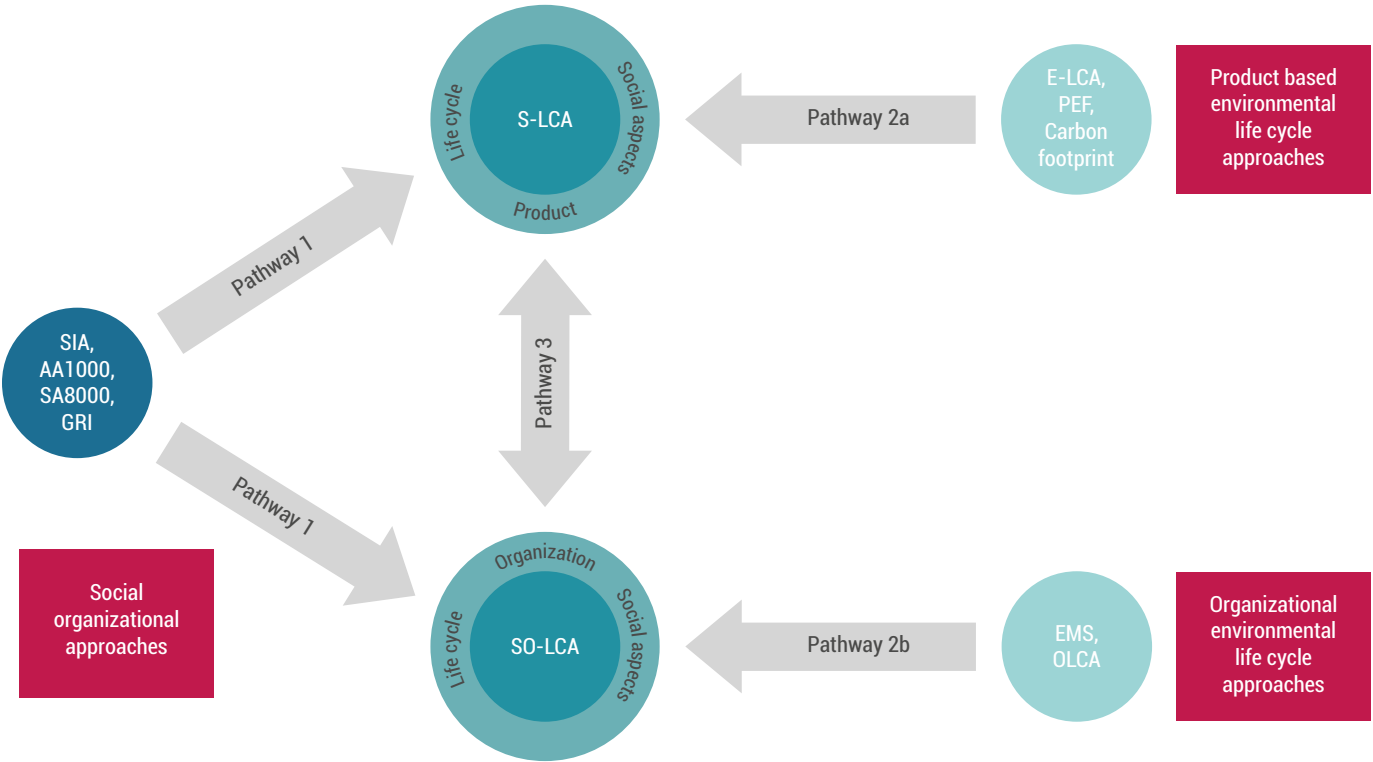 Life cycle
Social aspects
Product
S-LCA
Pathway 2a
E-LCA,
PEF,
Carbon
footprint
Product based
environmental
life cycle
approaches
Pathway 1
SIA,
AA1000,
SA8000,
GRI
Pathway 3
Pathway 1
Social
organizational
approaches
Organization
Life cycle
Social aspects
SO-LCA
Pathway 2b
EMS,
OLCA
Organizational
environmental
life cycle
approaches